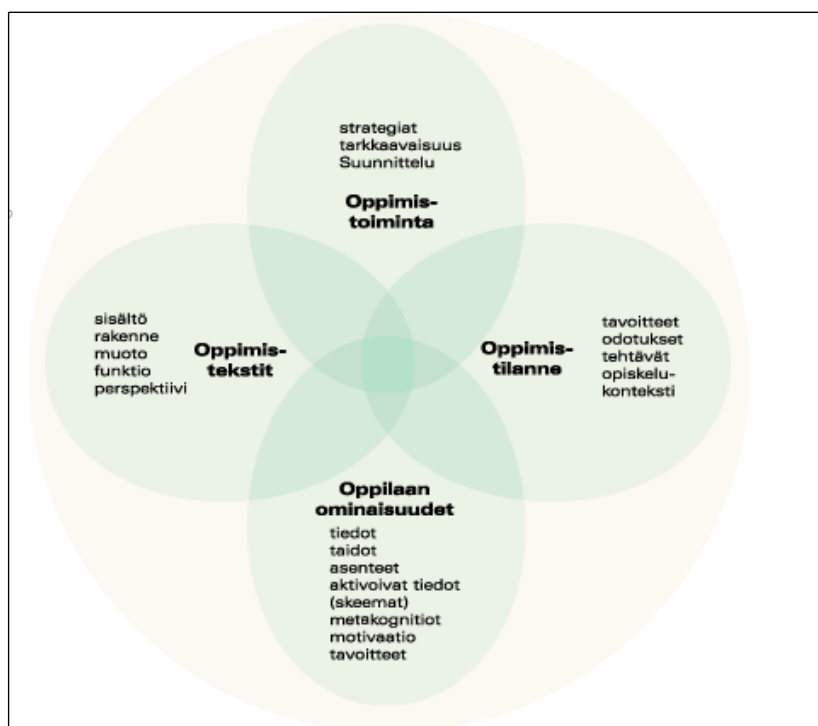 strategiat
tarkkaavaisuus
Suunnittelu
Oppimis-
toiminta
sisältö
rakenne
muoto
funktio
perspektiivi
Oppimis-
tekstit
Oppimis-
tilanne
tavoitteet
odotukset
tehtävät
opiskelu-
konteksti
Oppilaan
ominaisuudet
tiedot
taidot
asenteet
aktivoivat tiedot
(skeemat)
metakognitiot
motivaatio
tavoitteet